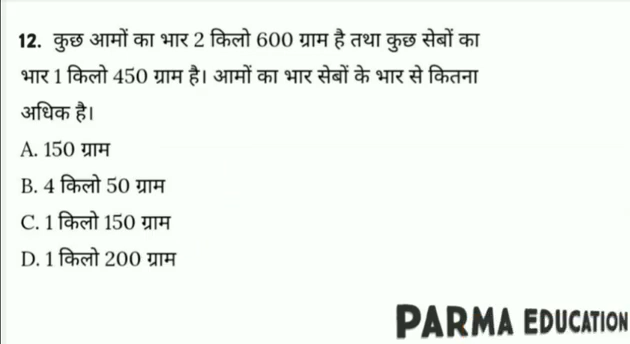 12. कुछ आमों का भार 2 किलो 600 ग्राम है तथा कुछ सेबों का
भार 1 किलो 450 ग्राम है। आमों का भार सेबों के भार से कितना
अधिक है।
A. 150 ग्राम
B. 4 किलो 50 ग्राम
C. 1 किलो 150 ग्राम
D. 1 किलो 200 ग्राम
PARMA EDUCATION